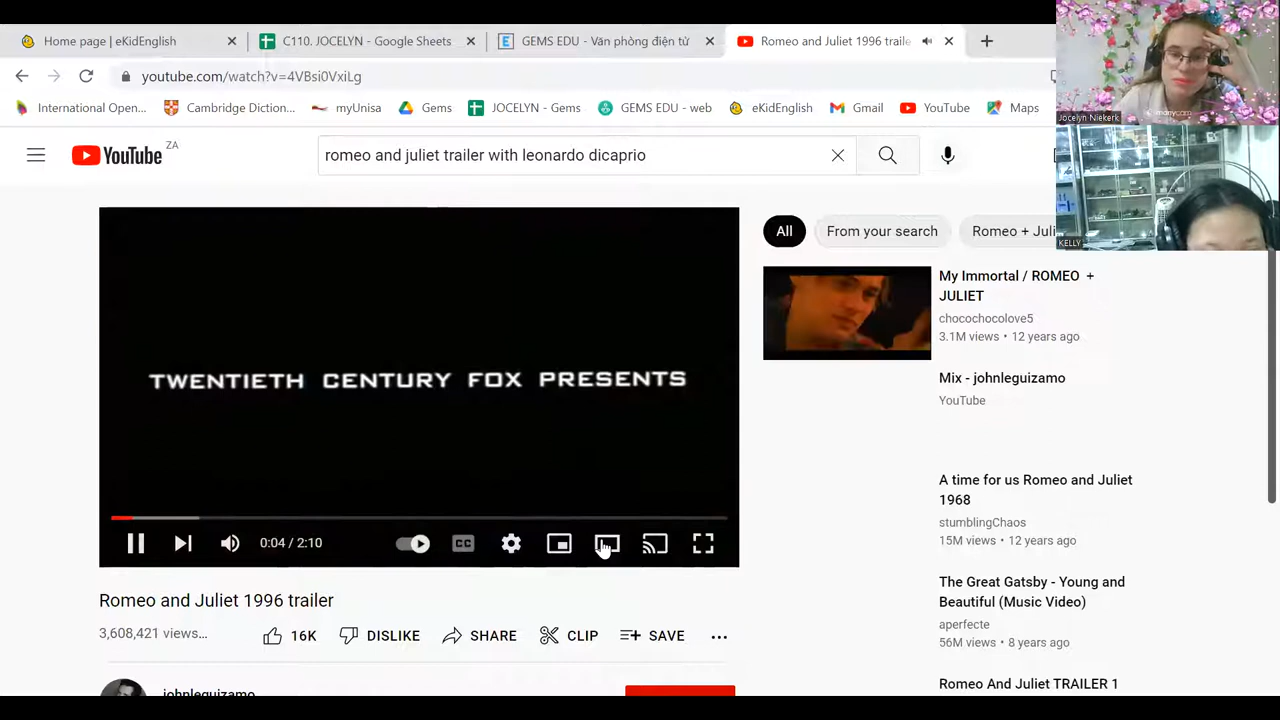 Home page | eKidEnglish
C110. JOCELYN - Google Sheets
GEMS EDU - Văn phòng điện tử
Romeo and Juliet 1996 traile
youtube.com/watch?v=4VBsi0VxiLg
International Open...
Cambridge Diction...
myUnisa
Gems
JOCELYN - Gems
GEMS EDU - web
eKidEnglish
Gmail
YouTube
Maps
Jocelyn Niekerk
manycam
KELLY
YouTube ZA
romeo and juliet trailer with leonardo dicaprio
TWENTIETH CENTURY FOX PRESENTS
0:04 / 2:10
CC
Romeo and Juliet 1996 trailer
3,608,421 views...
16K
DISLIKE
SHARE
CLIP
SAVE
johnleguizamo
All
From your search
Romeo + Juli
My Immortal / ROMEO +
JULIET
chocochocolove5
3.1M views • 12 years ago
Mix - johnleguizamo
YouTube
A time for us Romeo and Juliet
1968
stumblingChaos
15M views • 12 years ago
The Great Gatsby - Young and
Beautiful (Music Video)
aperfecte
56M views • 8 years ago
Romeo And Juliet TRAILER 1